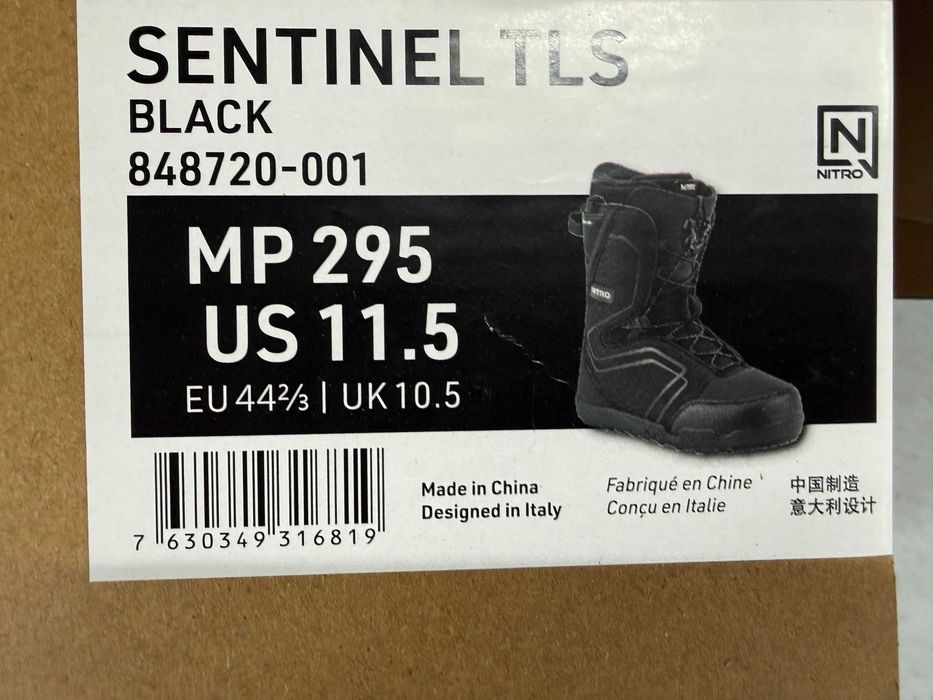 SENTINEL TLS
BLACK
848720-001
NITRO
MP 295
US 11.5
EU 44⅔ | UK 10.5
NITRO
NITRO
7 630349 316819
Made in China
Designed in Italy
Fabriqué en Chine
Conçu en Italie
中国制造
意大利设计